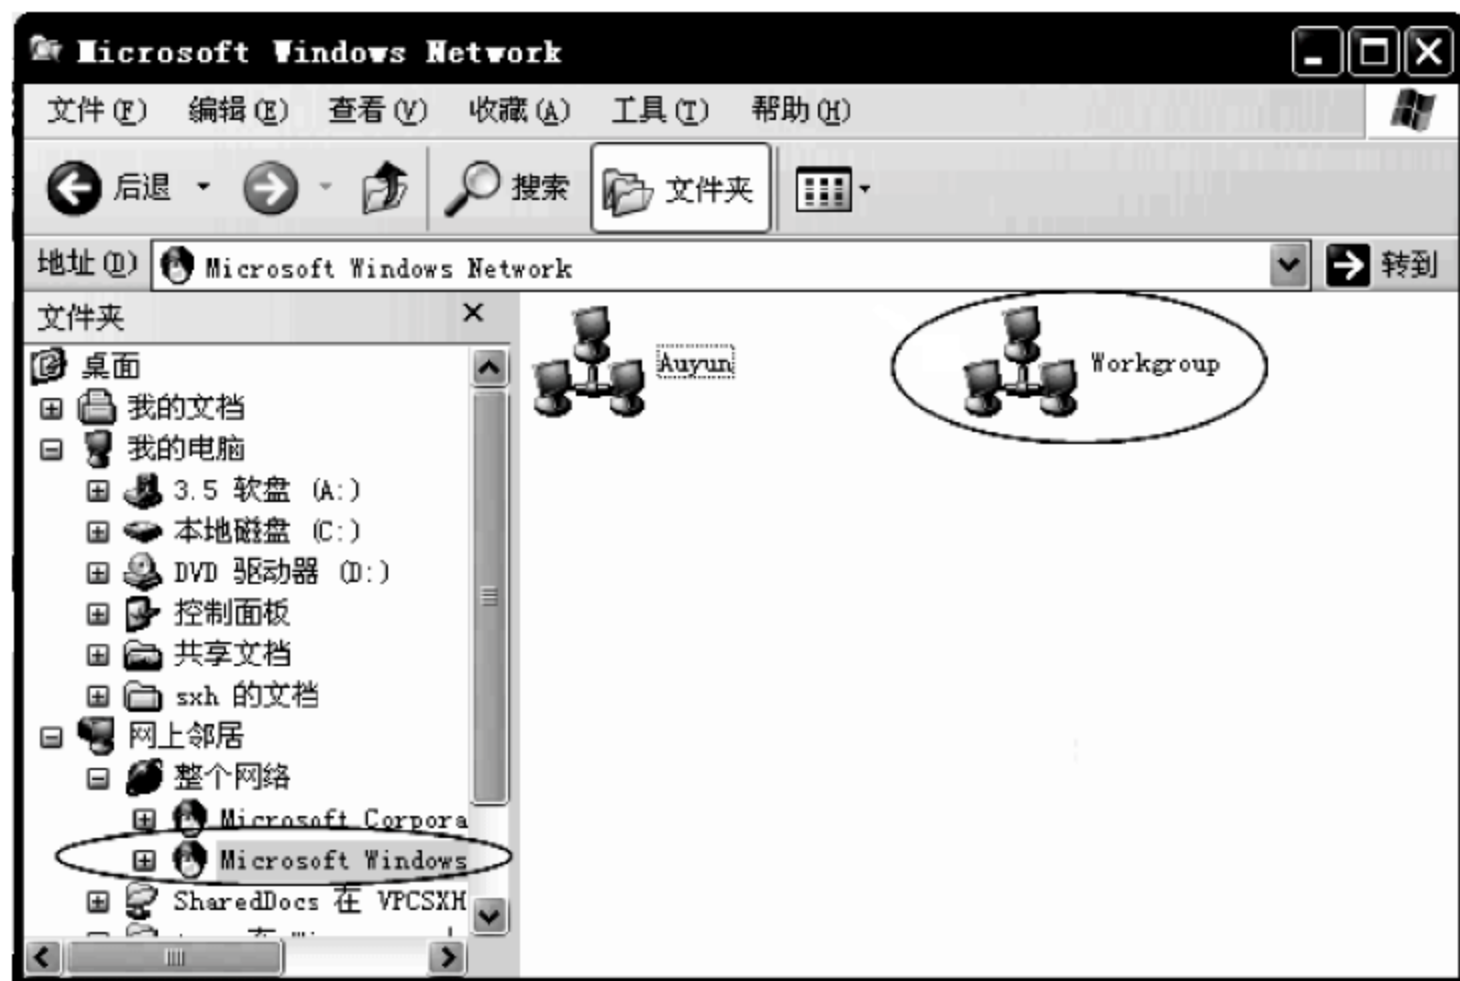 Microsoft Windows Network
文件(F) 编辑(E) 查看(V) 收藏(A) 工具(T) 帮助(H)
后退 搜索 文件夹
地址(D) Microsoft Windows Network 转到
文件夹
桌面
我的文档
我的电脑
3.5 软盘 (A:)
本地磁盘 (C:)
DVD 驱动器 (D:)
控制面板
共享文档
sxh 的文档
网上邻居
整个网络
Microsoft Corpora
Microsoft Windows
SharedDocs 在 VPCSXH
在
Auyun
Workgroup